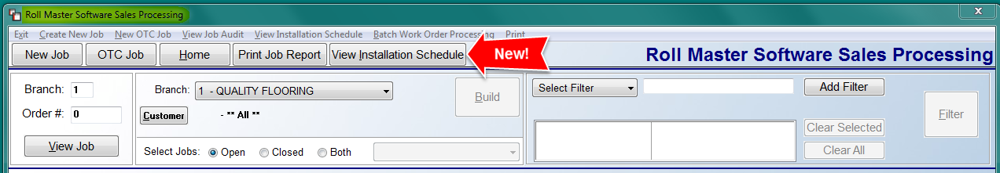 Roll Master Software Sales Processing
X
Exit Create New Job New OTC Job View Job Audit View Installation Schedule Batch Work Order Processing Print
New Job OTC Job Home Print Job Report View Installation Schedule New! Roll Master Software Sales Processing
Branch: 1
Order #: 0
View Job
Branch: 1 - QUALITY FLOORING
Customer - ** All **
Build
Select Jobs: Open Closed Both
Select Filter Add Filter
Filter
Clear Selected
Clear All